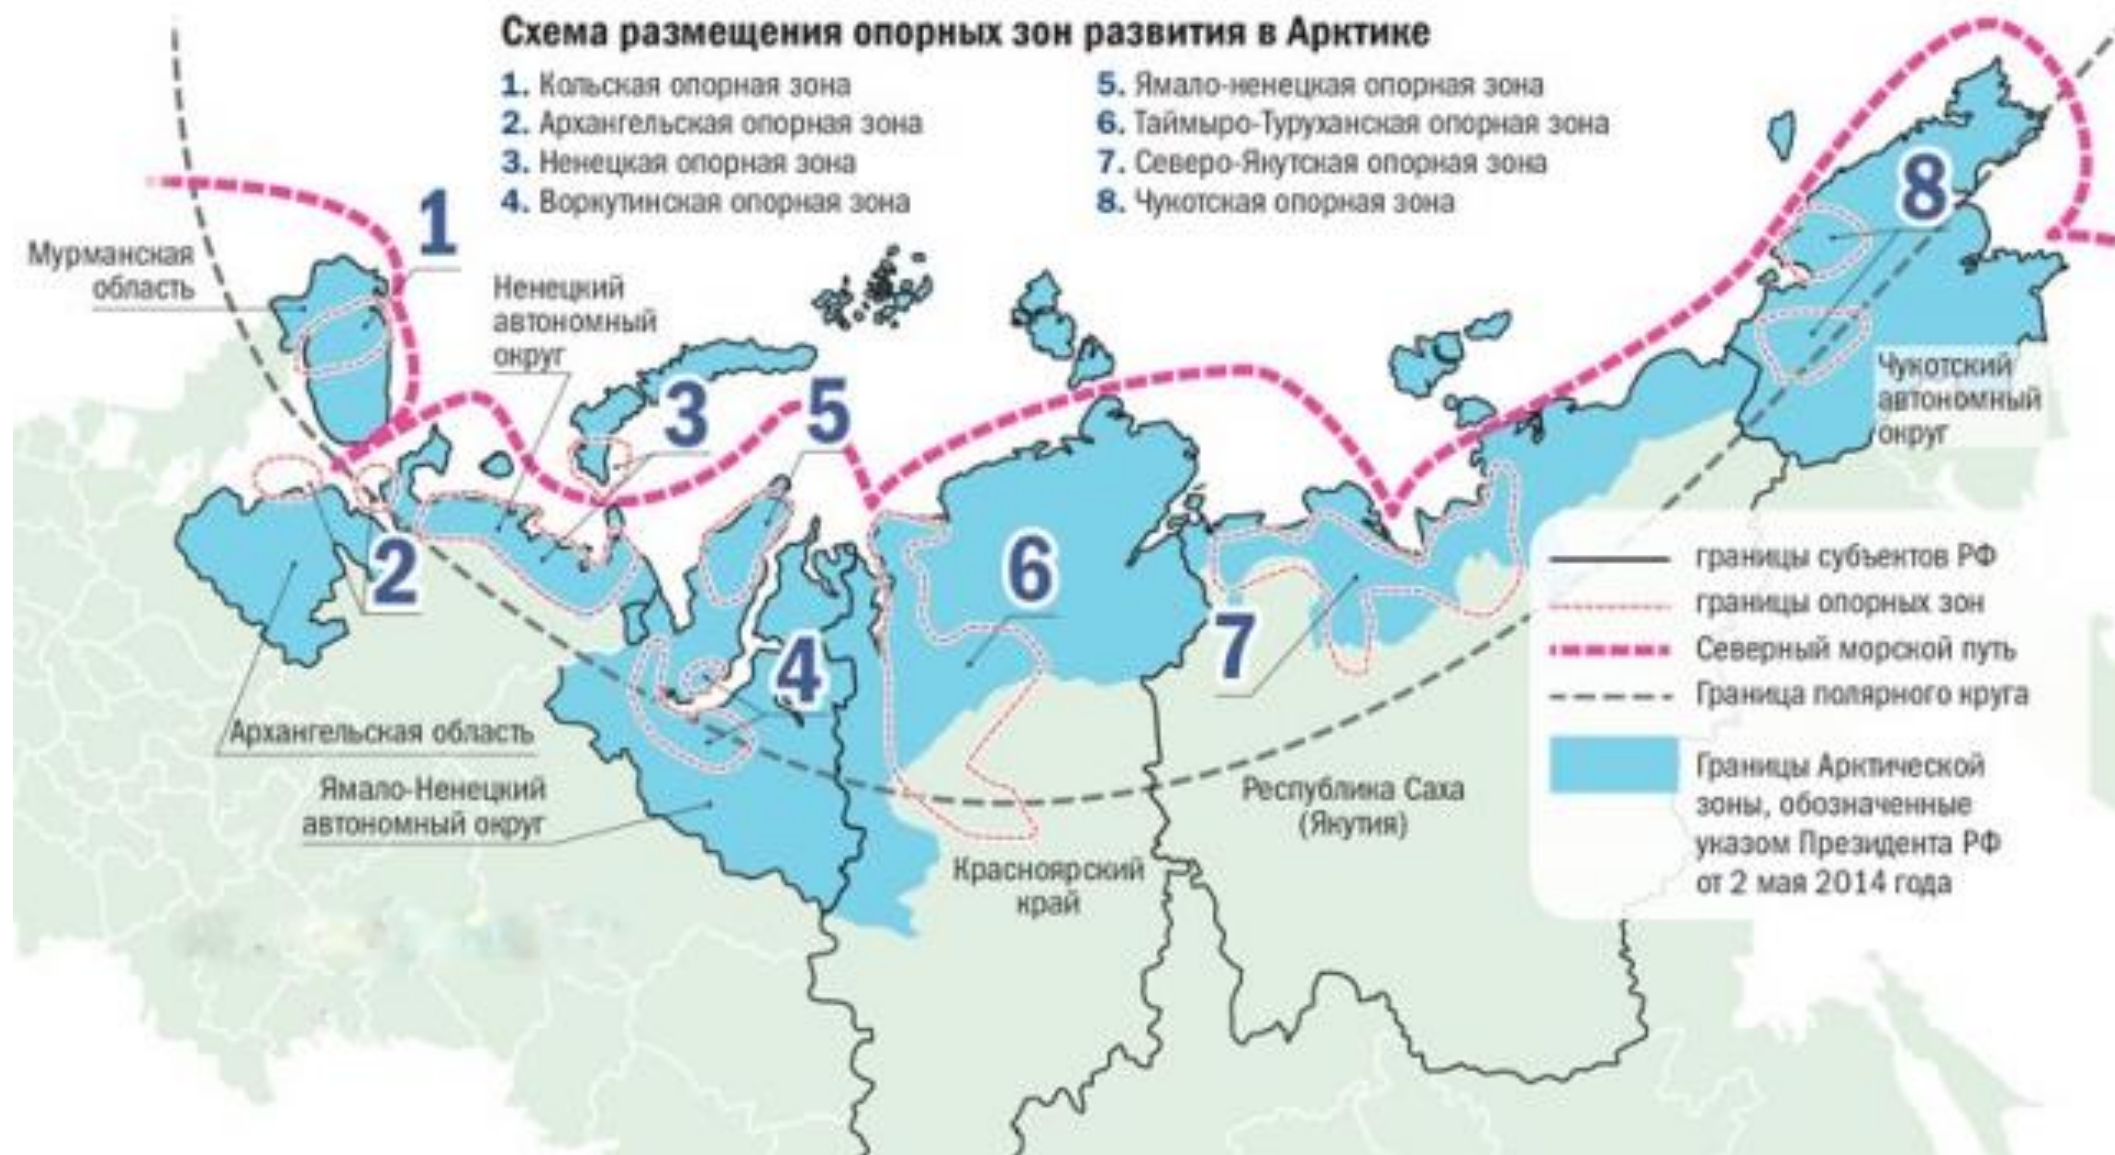 Схема размещения опорных зон развития в Арктике
1. Кольская опорная зона
2. Архангельская опорная зона
3. Ненецкая опорная зона
4. Воркутинская опорная зона
5. Ямало-ненецкая опорная зона
6. Таймыро-Туруханская опорная зона
7. Северо-Якутская опорная зона
8. Чукотская опорная зона
Мурманская
область
1
Ненецкий
автономный
округ
3
5
8
Чукотский
автономный
округ
2
6
7
4
Архангельская область
Ямало-Ненецкий
автономный округ
Красноярский
край
Республика Саха
(Якутия)
границы субъектов РФ
границы опорных зон
Северный морской путь
Граница полярного круга
Границы Арктической
зоны, обозначенные
указом Президента РФ
от 2 мая 2014 года